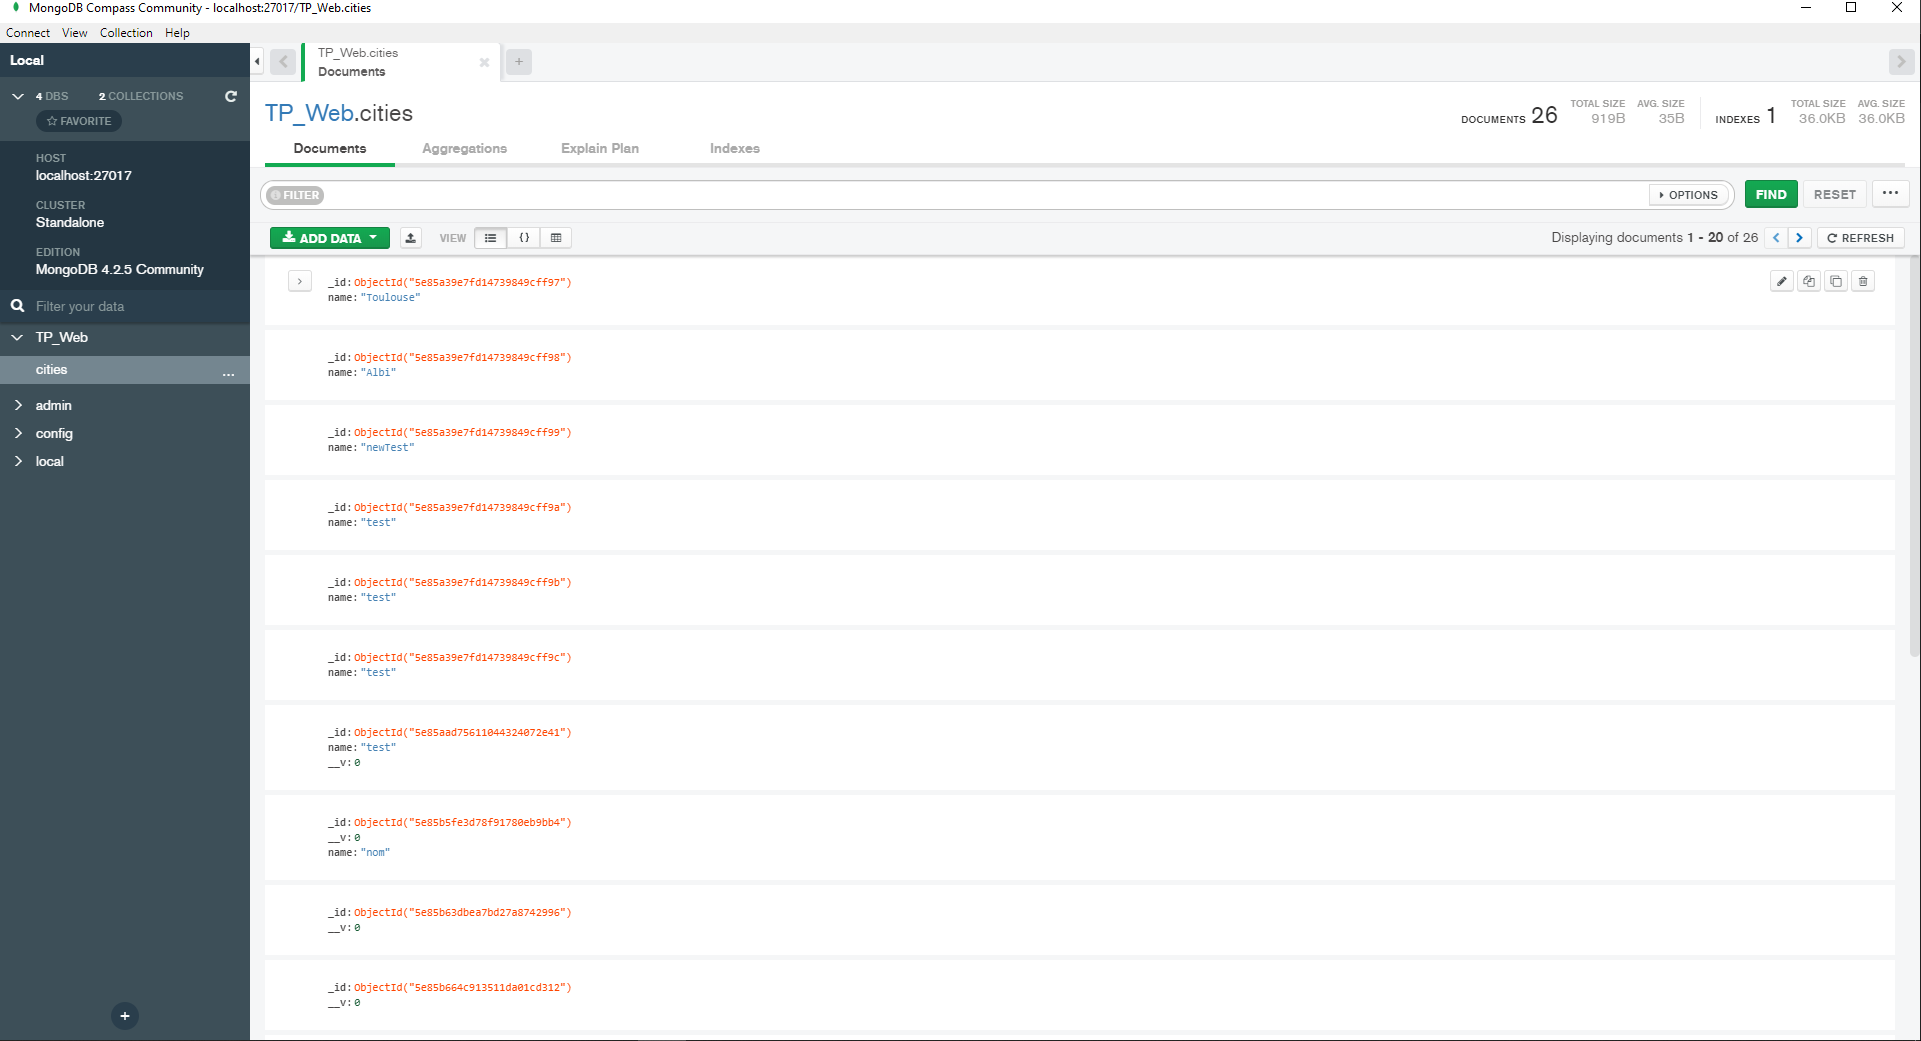 MongoDB Compass Community - localhost:27017/TP_Web.cities
Connect View Collection Help
Local
4 DBS 2 COLLECTIONS
FAVORITE
HOST
localhost:27017
CLUSTER
Standalone
EDITION
MongoDB 4.2.5 Community
Filter your data
TP_Web
cities ...
admin
config
local
+
TP_Web.cities
Documents
+
TP_Web.cities
DOCUMENTS 26 TOTAL SIZE 919B AVG. SIZE 35B INDEXES 1 TOTAL SIZE 36.0KB AVG. SIZE 36.0KB
Documents Aggregations Explain Plan Indexes
FILTER OPTIONS FIND RESET ...
ADD DATA VIEW {} Displaying documents 1 - 20 of 26 REFRESH
_id: ObjectId("5e85a39e7fd14739849cff97")
name: "Toulouse"
_id: ObjectId("5e85a39e7fd14739849cff98")
name: "Albi"
_id: ObjectId("5e85a39e7fd14739849cff99")
name: "newTest"
_id: ObjectId("5e85a39e7fd14739849cff9a")
name: "test"
_id: ObjectId("5e85a39e7fd14739849cff9b")
name: "test"
_id: ObjectId("5e85a39e7fd14739849cff9c")
name: "test"
_id: ObjectId("5e85aad75611044324072e41")
name: "test"
__v: 0
_id: ObjectId("5e85b5fe3d78f91780eb9bb4")
__v: 0
name: "nom"
_id: ObjectId("5e85b63dbea7bd27a8742996")
__v: 0
_id: ObjectId("5e85b664c913511da01cd312")
__v: 0